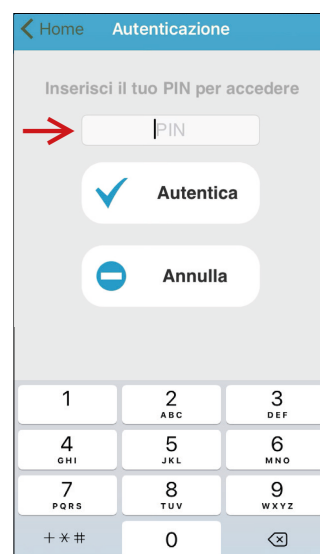 Home Autenticazione
Inserisci il tuo PIN per accedere
PIN
Autentica
Annulla
1 2 3
ABC DEF
4 5 6
GHI JKL MNO
7 8 9
PQRS TUV WXYZ
+*# 0